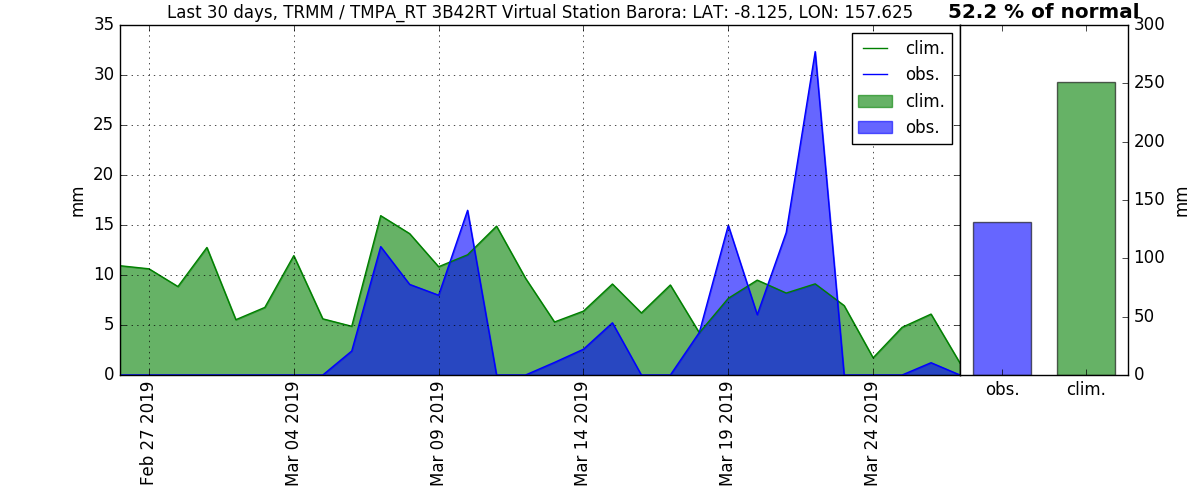 Last 30 days, TRMM / TMPA_RT 3B42RT Virtual Station Barora: LAT: -8.125, LON: 157.625
52.2 % of normal
35
30
25
20
15
10
5
0
mm
clim.
obs.
clim.
obs.
Feb 27 2019
Mar 04 2019
Mar 09 2019
Mar 14 2019
Mar 19 2019
Mar 24 2019
300
250
200
150
100
50
0
mm
obs.
clim.